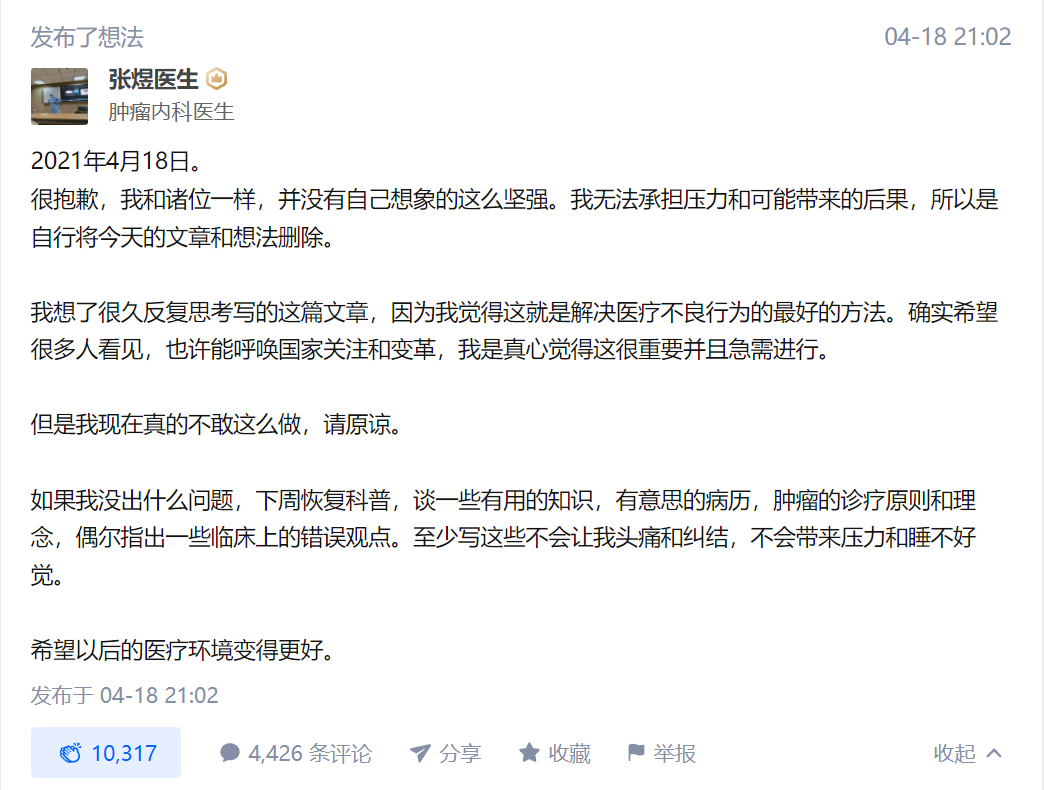 发布了想法
04-18 21:02
张煜医生
肿瘤内科医生
2021年4月18日。
很抱歉，我和诸位一样，并没有自己想象的这么坚强。我无法承担压力和可能带来的后果，所以是
自行将今天的文章和想法删除。
我想了很久反复思考写的这篇文章，因为我觉得这就是解决医疗不良行为的最好的方法。确实希望
很多人看见，也许能呼唤国家关注和变革，我是真心觉得这很重要并且急需进行。
但是我现在真的不敢这么做，请原谅。
如果我没出什么问题，下周恢复科普，谈一些有用的知识，有意思的病历，肿瘤的诊疗原则和理
念，偶尔指出一些临床上的错误观点。至少写这些不会让我头痛和纠结，不会带来压力和睡不好
觉。
希望以后的医疗环境变得更好。
发布于 04-18 21:02
10,317
4,426 条评论
分享
收藏
举报
收起